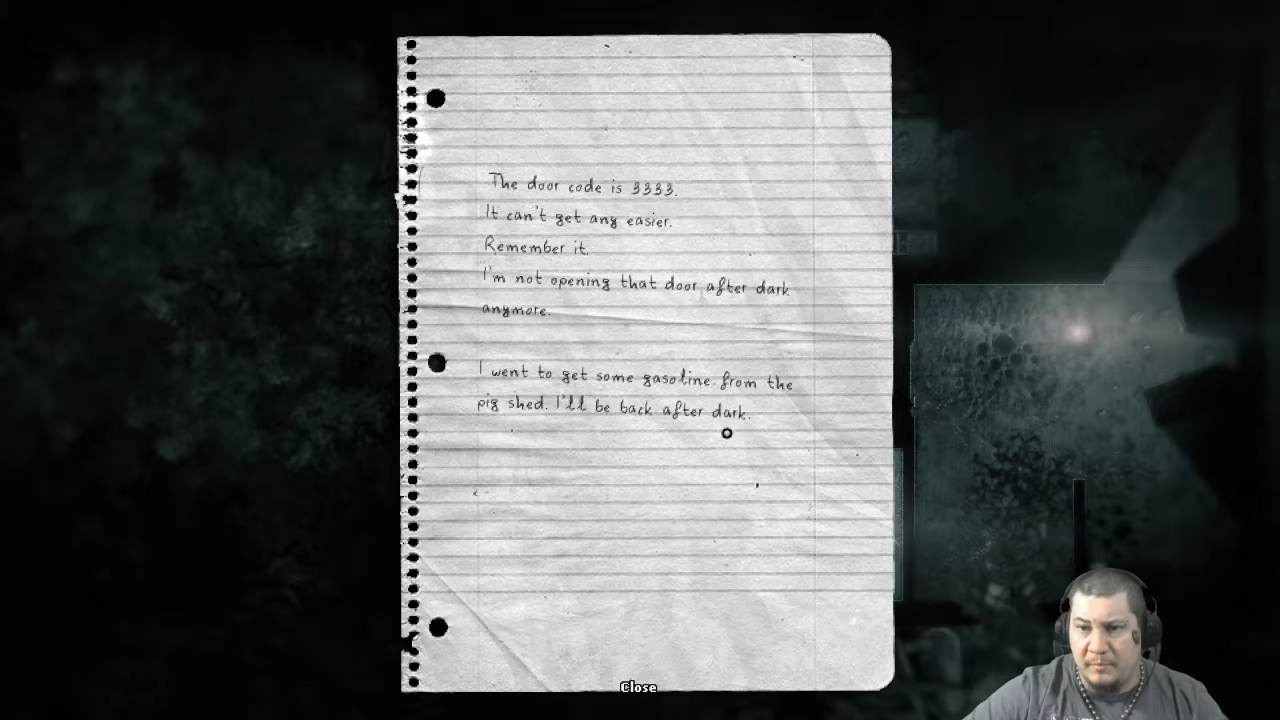 The door code is 3333.
It can't get any easier.
Remember it.
I'm not opening that door after dark
anymore.
I went to get some gasoline from the
pig shed. I'll be back after dark.
Close